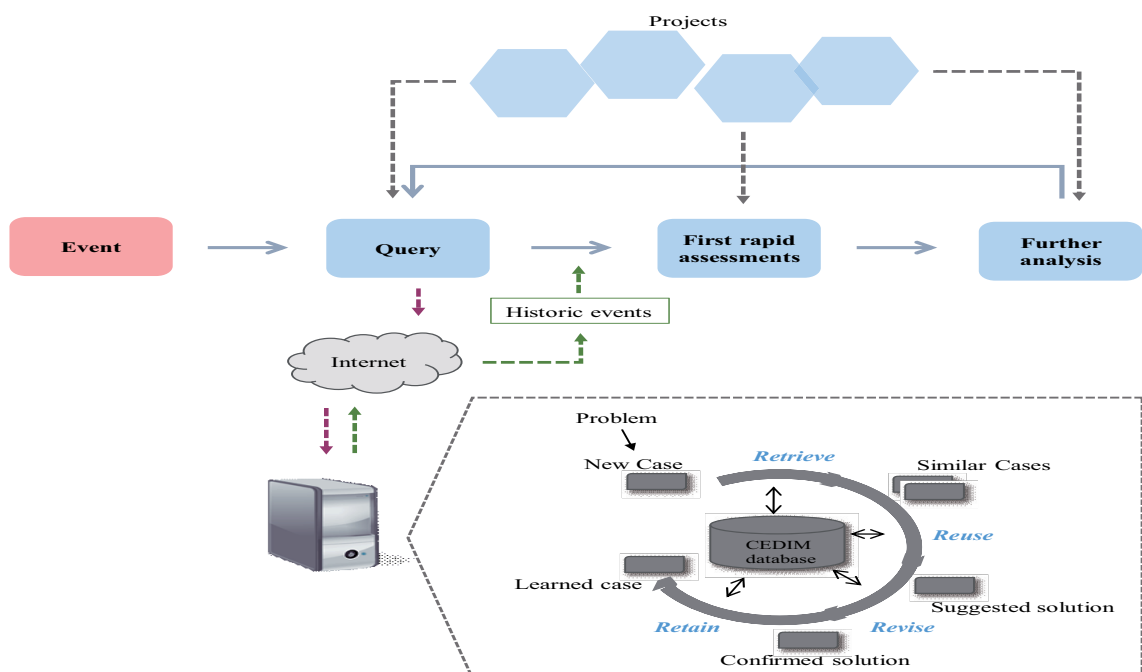 Projects
Event
Query
First rapid
assessments
Further
analysis
Historic events
Internet
Problem
New Case
Retrieve
Similar Cases
CEDIM
database
Reuse
Learned case
Suggested solution
Retain
Revise
Confirmed solution